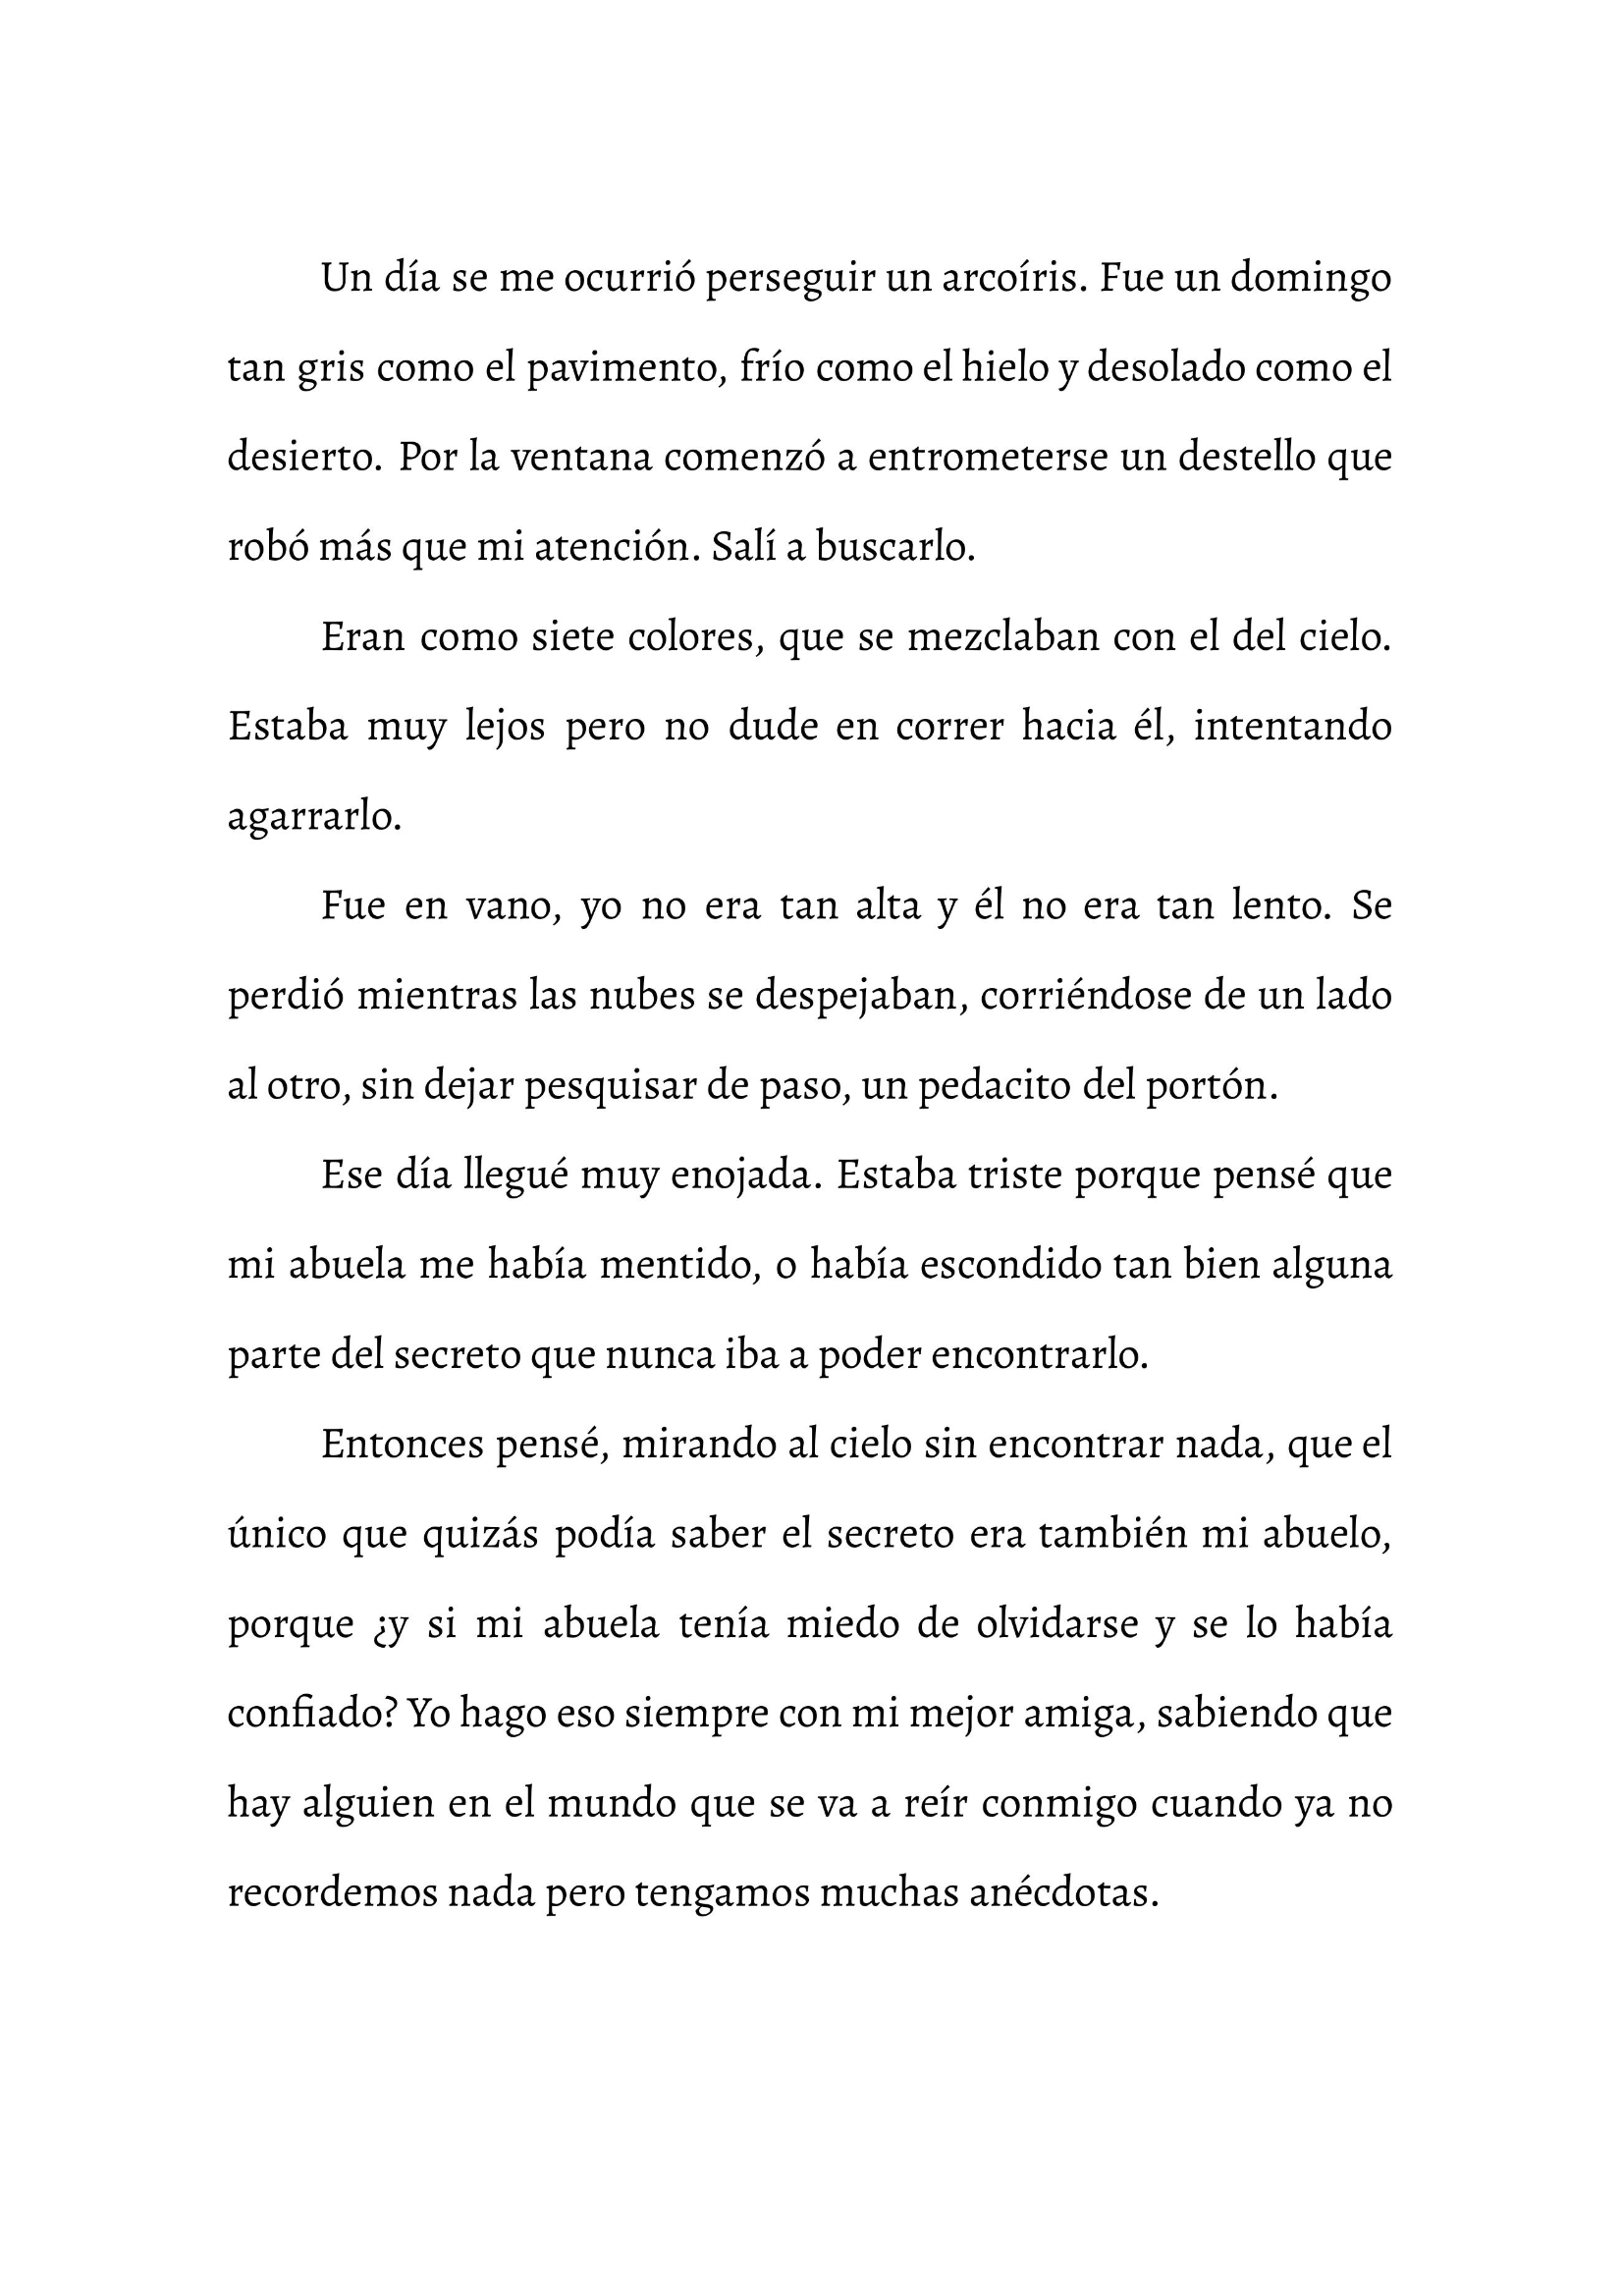 Un día se me ocurrió perseguir un arcoíris. Fue un domingo
tan gris como el pavimento, frío como el hielo y desolado como el
desierto. Por la ventana comenzó a entrometerse un destello que
robó más que mi atención. Salí a buscarlo.
Eran como siete colores, que se mezclaban con el del cielo.
Estaba muy lejos pero no dude en correr hacia él, intentando
agarrarlo.
Fue en vano, yo no era tan alta y él no era tan lento. Se
perdió mientras las nubes se despejaban, corriéndose de un lado
al otro, sin dejar pesquisar de paso, un pedacito del portón.
Ese día llegué muy enojada. Estaba triste porque pensé que
mi abuela me había mentido, o había escondido tan bien alguna
parte del secreto que nunca iba a poder encontrarlo.
Entonces pensé, mirando al cielo sin encontrar nada, que el
único que quizás podía saber el secreto era también mi abuelo,
porque ¿y si mi abuela tenía miedo de olvidarse y se lo había
confiado? Yo hago eso siempre con mi mejor amiga, sabiendo que
hay alguien en el mundo que se va a reír conmigo cuando ya no
recordemos nada pero tengamos muchas anécdotas.